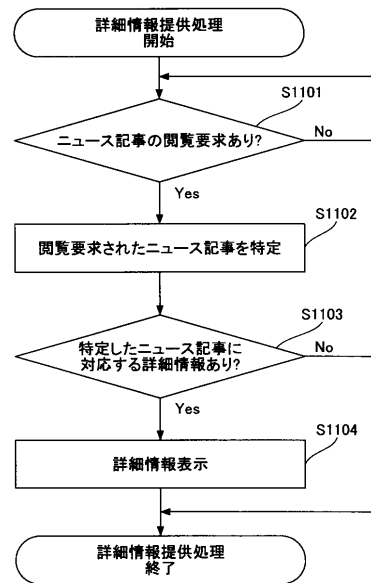 詳細情報提供処理
開始
S1101
ニュース記事の閲覧要求あり?
No
Yes
S1102
閲覧要求されたニュース記事を特定
S1103
特定したニュース記事に
対応する詳細情報あり?
No
Yes
S1104
詳細情報表示
詳細情報提供処理
終了